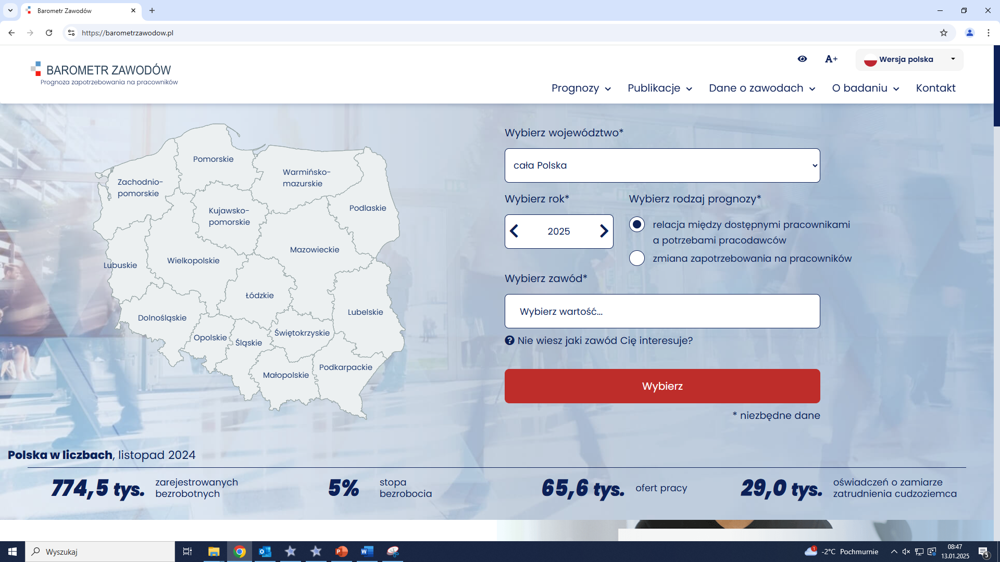 Barometr Zawodów
https://barometrzawodow.pl
A+
Wersja polska
BAROMETR ZAWODÓW
Prognoza zapotrzebowania na pracowników
Prognozy
Publikacje
Dane o zawodach
O badaniu
Kontakt
Pomorskie
Warmińsko-
mazurskie
Zachodnio-
pomorskie
Podlaskie
Kujawsko-
pomorskie
Mazowieckie
Wielkopolskie
Lubuskie
Łódzkie
Lubelskie
Dolnośląskie
Świętokrzyskie
Opolskie
Śląskie
Podkarpackie
Małopolskie
Wybierz województwo*
cała Polska
Wybierz rok*
2025
Wybierz rodzaj prognozy*
relacja między dostępnymi pracownikami
a potrzebami pracodawców
zmiana zapotrzebowania na pracowników
Wybierz zawód*
Wybierz wartość...
Nie wiesz jaki zawód Cię interesuje?
Wybierz
* niezbędne dane
Polska w liczbach, listopad 2024
774,5 tys.
zarejestrowanych
bezrobotnych
5%
stopa
bezrobocia
65,6 tys.
ofert pracy
29,0 tys.
oświadczeń o zamiarze
zatrudnienia cudzoziemca
Wyszukaj
1
-2°C Pochmurnie
08:47
13.01.2025
5